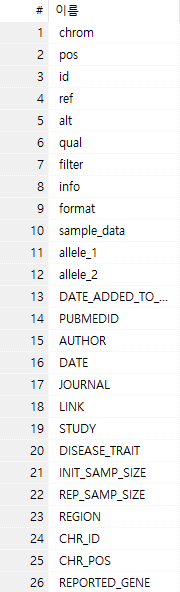 # 이름
1 chrom
2 pos
3 id
4 ref
5 alt
6 qual
7 filter
8 info
9 format
10 sample_data
11 allele_1
12 allele_2
13 DATE_ADDED_TO_...
14 PUBMEDID
15 AUTHOR
16 DATE
17 JOURNAL
18 LINK
19 STUDY
20 DISEASE_TRAIT
21 INIT_SAMP_SIZE
22 REP_SAMP_SIZE
23 REGION
24 CHR_ID
25 CHR_POS
26 REPORTED_GENE